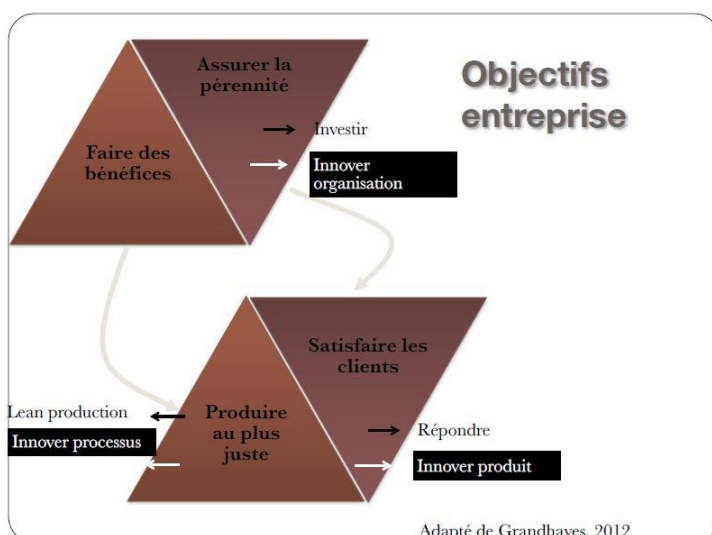 Objectifs
entreprise
Assurer la
pérennité
Investir
Innover
organisation
Faire des
bénéfices
Satisfaire les
clients
Répondre
Innover produit
Lean production
Innover processus
Produire
au plus
juste
Adapté de Grandhayes, 2012